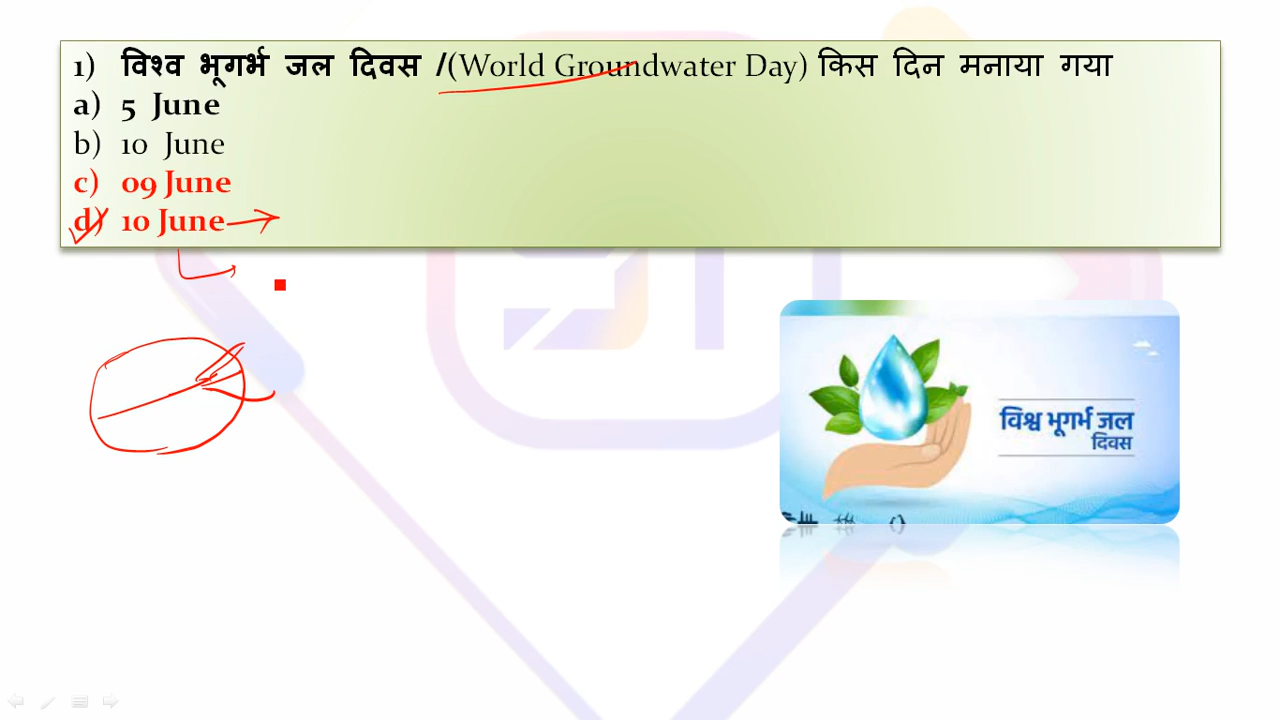 1) विश्व भूगर्भ जल दिवस /(World Groundwater Day) किस दिन मनाया गया
a) 5 June
b) 10 June
c) 09 June
d) 10 June
विश्व भूगर्भ जल
दिवस